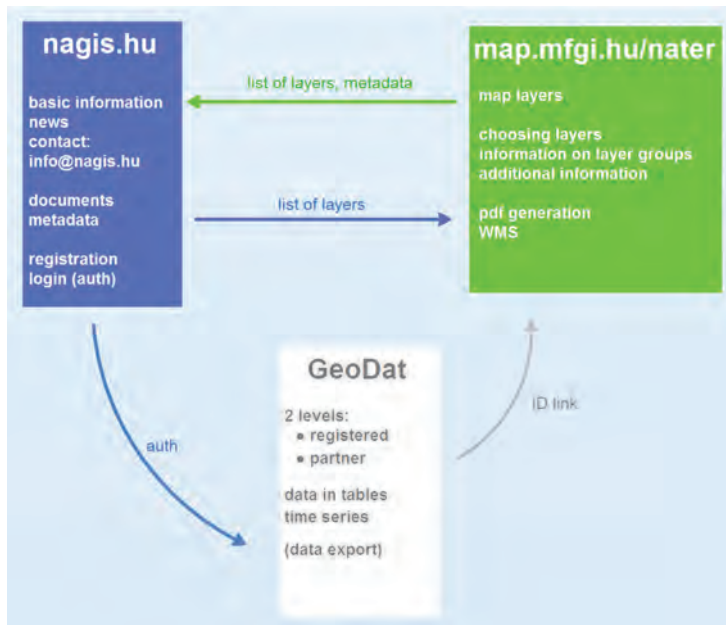 nagis.hu
basic information
news
contact:
info@nagis.hu
documents
metadata
registration
login (auth)
list of layers, metadata
list of layers
map.mfgi.hu/nater
map layers
choosing layers
information on layer groups
additional information
pdf generation
WMS
auth
GeoDat
2 levels:
• registered
• partner
data in tables
time series
(data export)
ID link